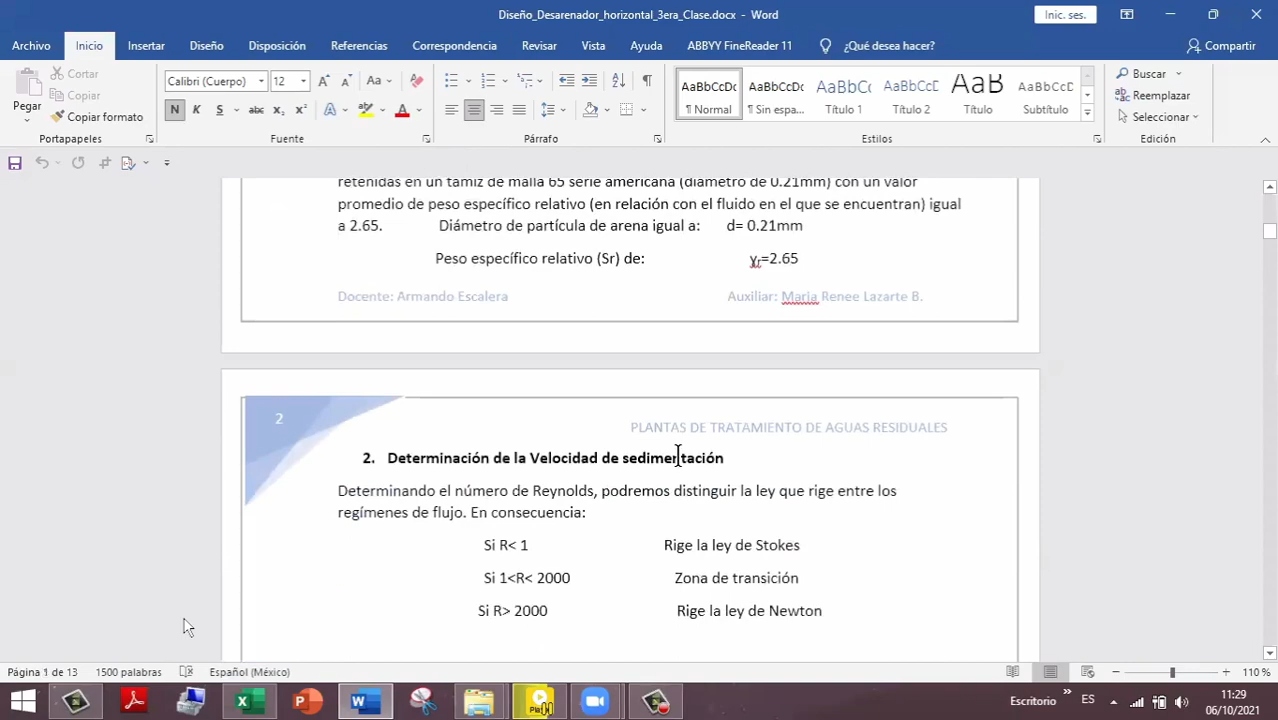 Diseño_Desarenador_horizontal_3era_Clase.docx - Word
Inic. ses.
Archivo Inicio Insertar Diseño Disposición Referencias Correspondencia Revisar Vista Ayuda ABBYY FineReader 11 ¿Qué desea hacer? Compartir
Pegar
Cortar
Copiar
Copiar formato
Portapapeles
Calibri (Cuerpo) 12
Fuente
Párrafo
AaBbCcDc AaBbCcDc AaBbCc AaBbCcD AaB AaBbCcD
¶ Normal ¶ Sin espa... Título 1 Título 2 Título Subtítulo
Estilos
Buscar
Reemplazar
Seleccionar
Edición
retenidas en un tamiz de malla 65 serie americana (diámetro de 0.21mm) con un valor
promedio de peso específico relativo (en relación con el fluido en el que se encuentran) igual
a 2.65. Diámetro de partícula de arena igual a: d= 0.21mm
Peso específico relativo (Sr) de: γr=2.65
Docente: Armando Escalera Auxiliar: Maria Renee Lazarte B.
2
PLANTAS DE TRATAMIENTO DE AGUAS RESIDUALES
2. Determinación de la Velocidad de sedimentación
Determinando el número de Reynolds, podremos distinguir la ley que rige entre los
regímenes de flujo. En consecuencia:
Si R< 1 Rige la ley de Stokes
Si 1<R< 2000 Zona de transición
Si R> 2000 Rige la ley de Newton
Página 1 de 13 1500 palabras Español (México) 110 %
Escritorio ES 11:29
06/10/2021